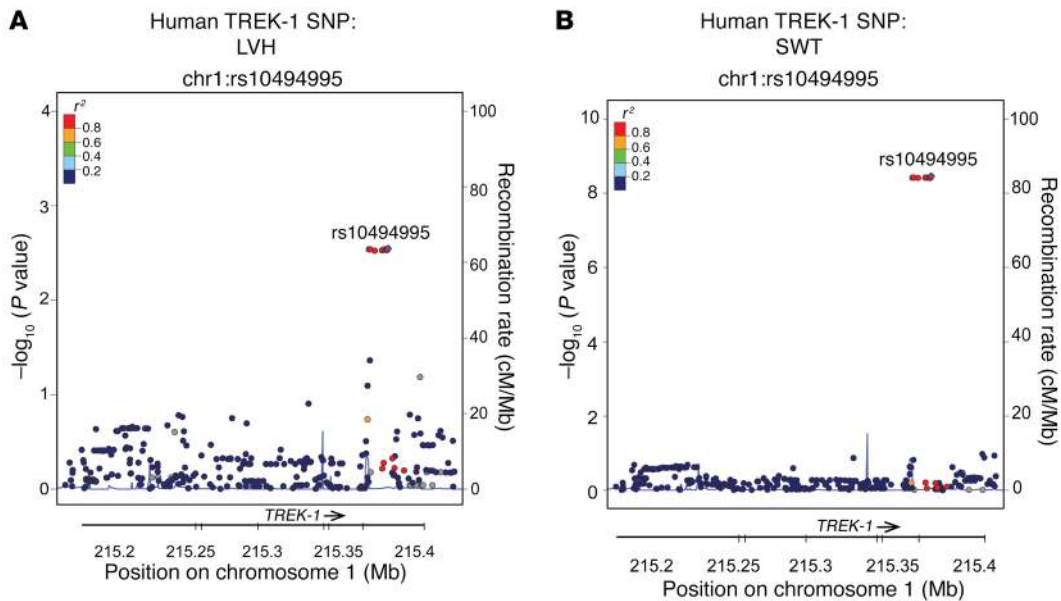 A
Human TREK-1 SNP:
LVH
chr1:rs10494995
r²
0.8
0.6
0.4
0.2
rs10494995
4
3
2
1
0
–log₁₀ (P value)
100
80
60
40
20
0
Recombination rate (cM/Mb)
TREK-1
215.2 215.25 215.3 215.35 215.4
Position on chromosome 1 (Mb)
B
Human TREK-1 SNP:
SWT
chr1:rs10494995
r²
0.8
0.6
0.4
0.2
rs10494995
10
8
6
4
2
0
–log₁₀ (P value)
100
80
60
40
20
0
Recombination rate (cM/Mb)
TREK-1
215.2 215.25 215.3 215.35 215.4
Position on chromosome 1 (Mb)